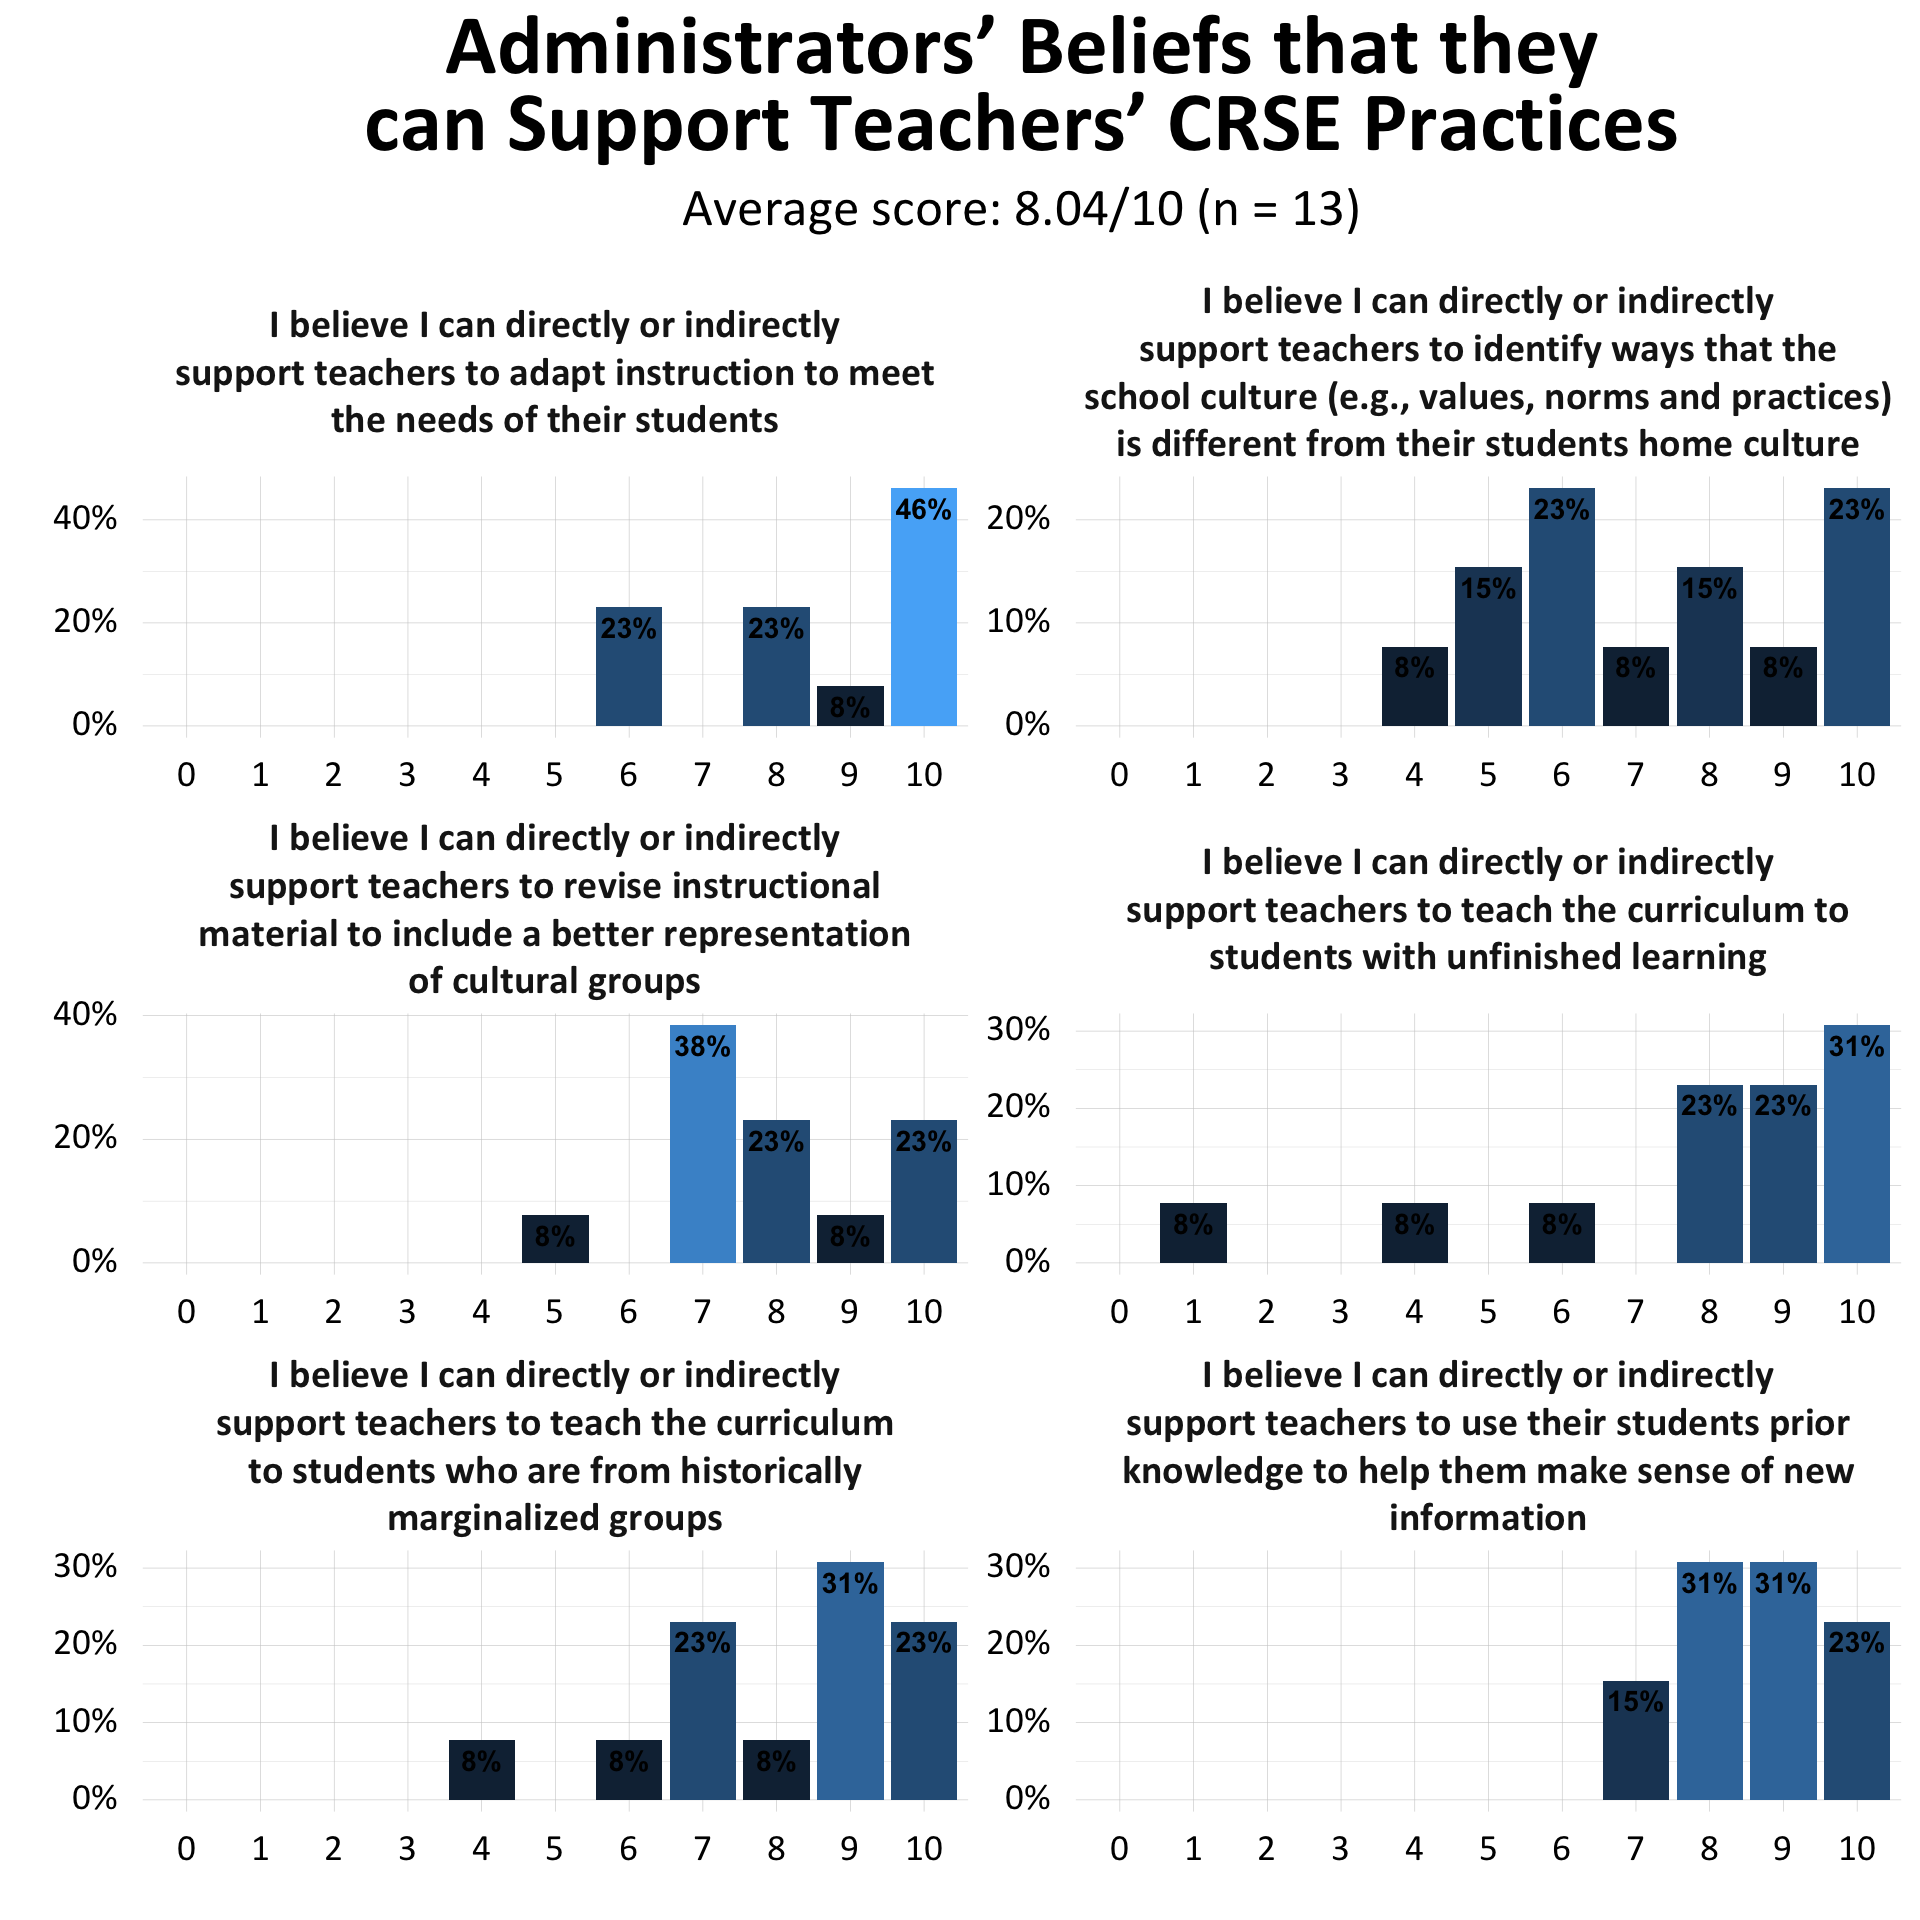 Administrators’ Beliefs that they
can Support Teachers’ CRSE Practices
Average score: 8.04/10 (n = 13)
I believe I can directly or indirectly
support teachers to adapt instruction to meet
the needs of their students
40%
20%
0%
23%
23%
8%
46%
0 1 2 3 4 5 6 7 8 9 10
I believe I can directly or indirectly
support teachers to identify ways that the
school culture (e.g., values, norms and practices)
is different from their students home culture
20%
10%
0%
8%
15%
23%
8%
15%
8%
23%
0 1 2 3 4 5 6 7 8 9 10
I believe I can directly or indirectly
support teachers to revise instructional
material to include a better representation
of cultural groups
40%
20%
0%
8%
38%
23%
8%
23%
0 1 2 3 4 5 6 7 8 9 10
I believe I can directly or indirectly
support teachers to teach the curriculum to
students with unfinished learning
30%
20%
10%
0%
8%
8%
8%
23%
23%
31%
0 1 2 3 4 5 6 7 8 9 10
I believe I can directly or indirectly
support teachers to teach the curriculum
to students who are from historically
marginalized groups
30%
20%
10%
0%
8%
8%
23%
8%
31%
23%
0 1 2 3 4 5 6 7 8 9 10
I believe I can directly or indirectly
support teachers to use their students prior
knowledge to help them make sense of new
information
30%
20%
10%
0%
15%
31%
31%
23%
0 1 2 3 4 5 6 7 8 9 10